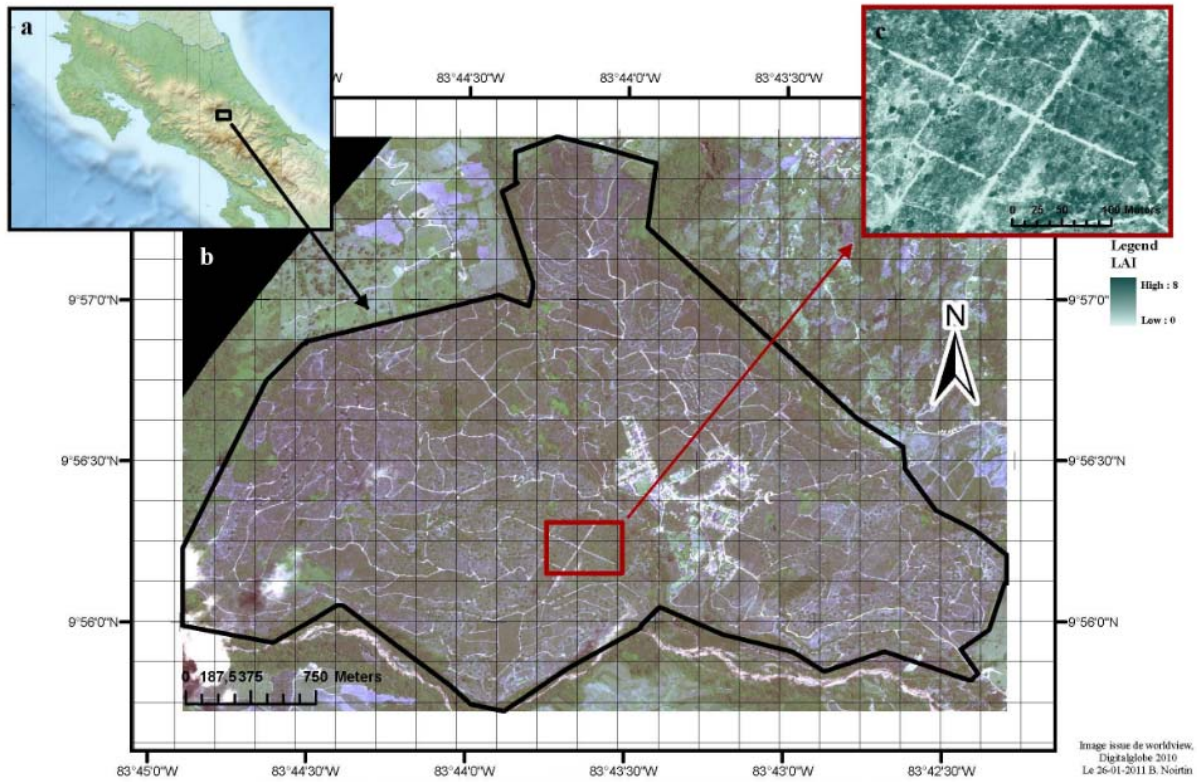 a
c
83°44'30"W
83°44'0"W
83°43'30"W
0 25 50 100 Meters
b
Legend
LAI
High : 8
Low : 0
9°57'0"N
9°57'0"
N
9°56'30"N
9°56'30"N
9°56'0"N
9°56'0"N
0 187,5375 750 Meters
83°45'0"W
83°44'30"W
83°44'0"W
83°43'30"W
83°43'0"W
83°42'30"W
Image issue de worldview,
Digitalglobe 2010
Le 26-01-2011 B. Noirtin